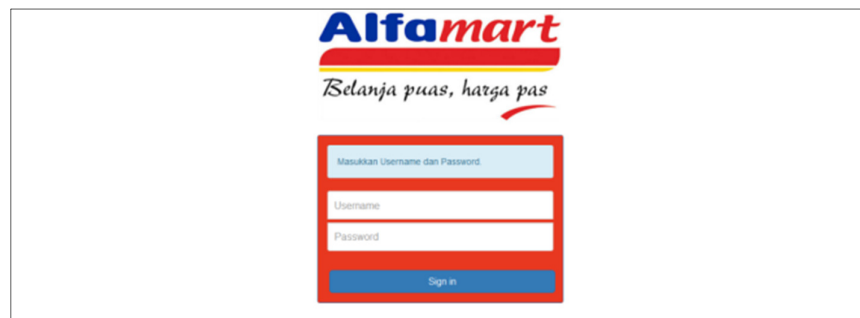 Alfamart
Belanja puas, harga pas
Masukkan Username dan Password
Username
Password
Sign in